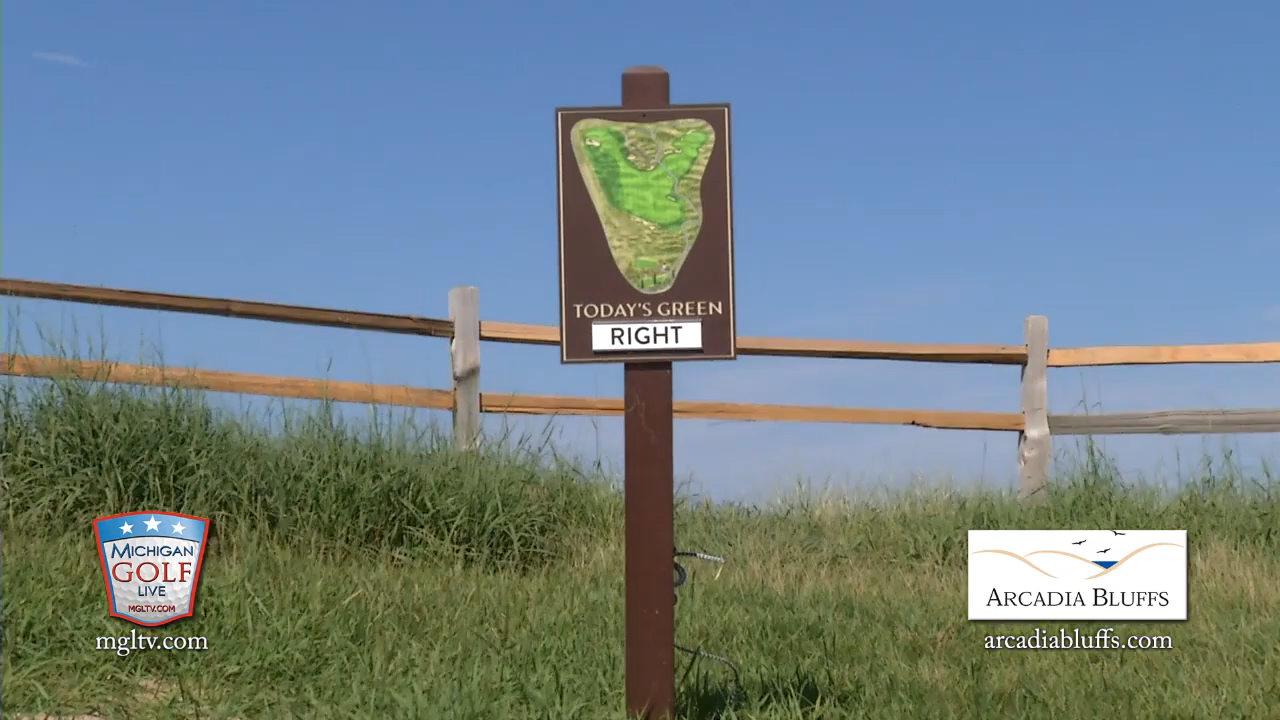 TODAY'S GREEN
RIGHT
MICHIGAN
GOLF
LIVE
MGLTV.COM
mgltv.com
ARCADIA BLUFFS
arcadiabluffs.com